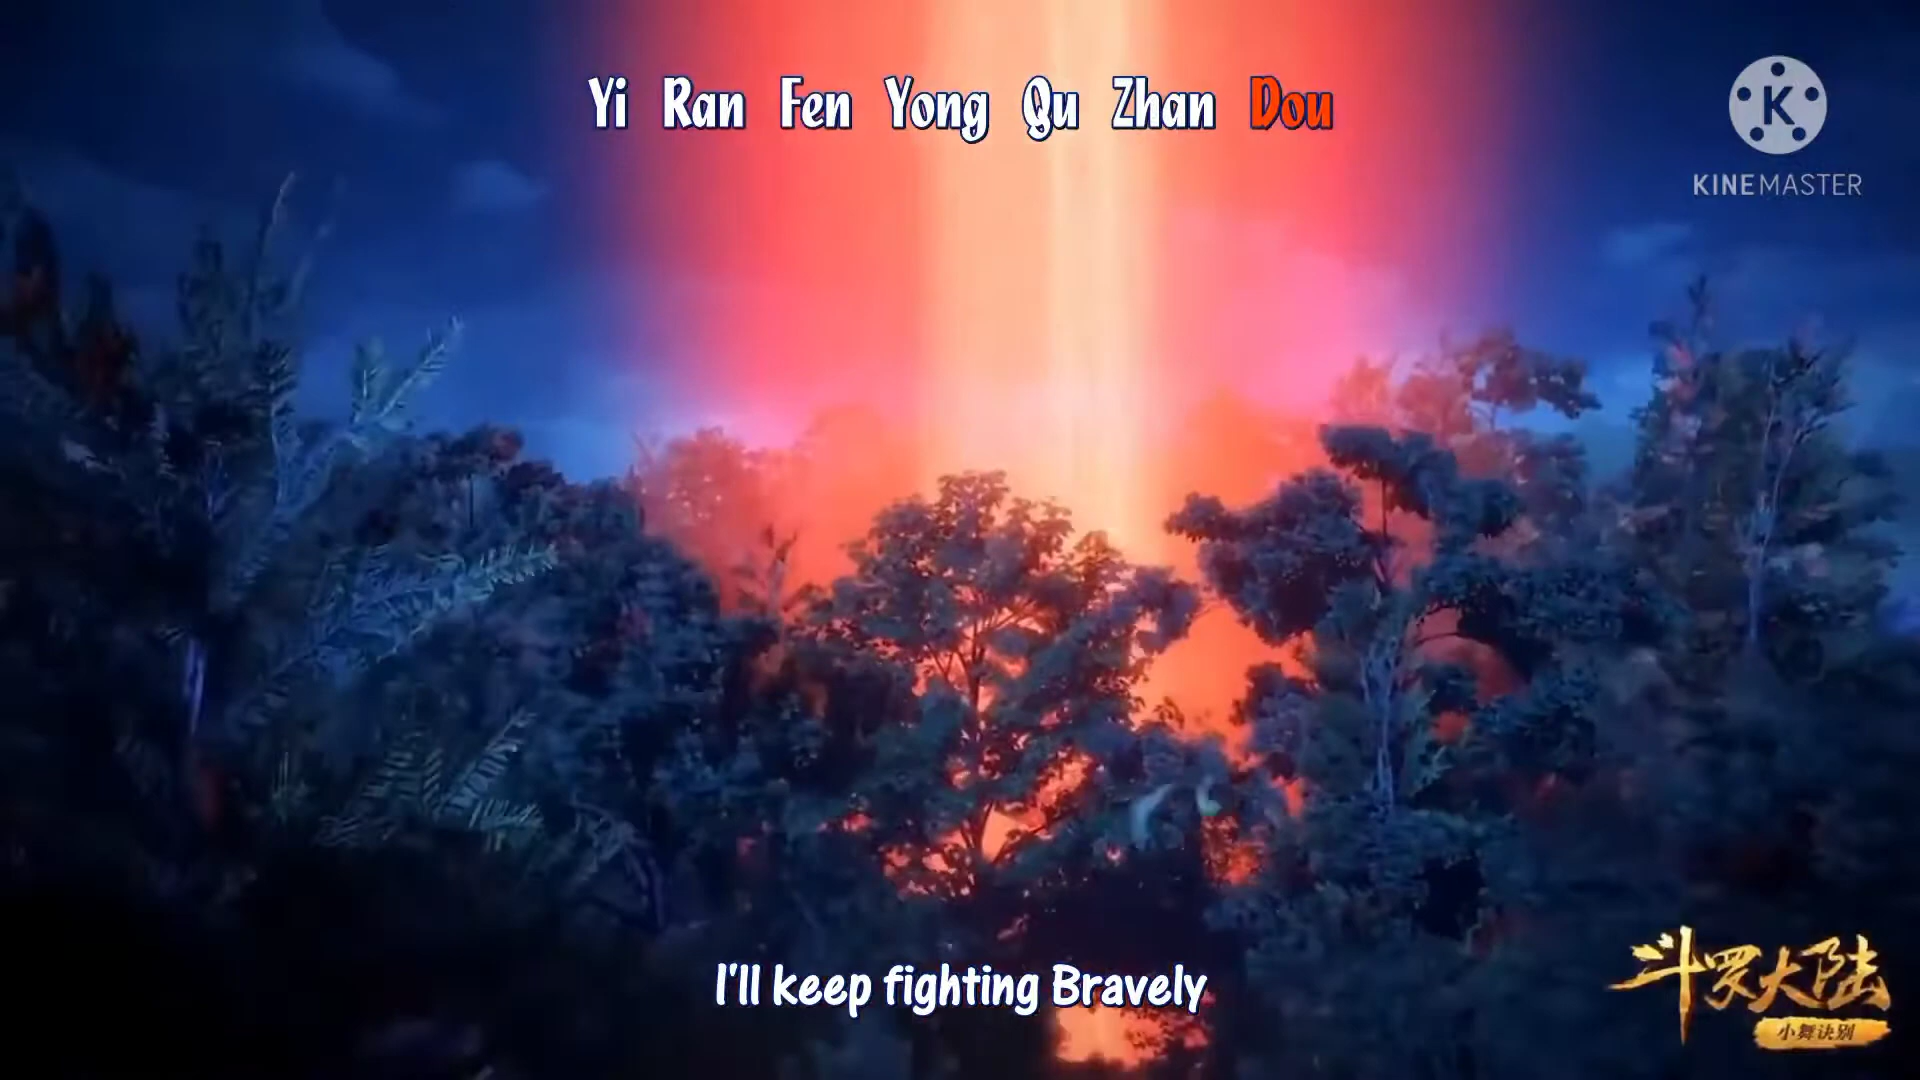 Yi Ran Fen Yong Qu Zhan Dou
KINEMASTER
I'll keep fighting Bravely
斗罗大陆
小舞诀别